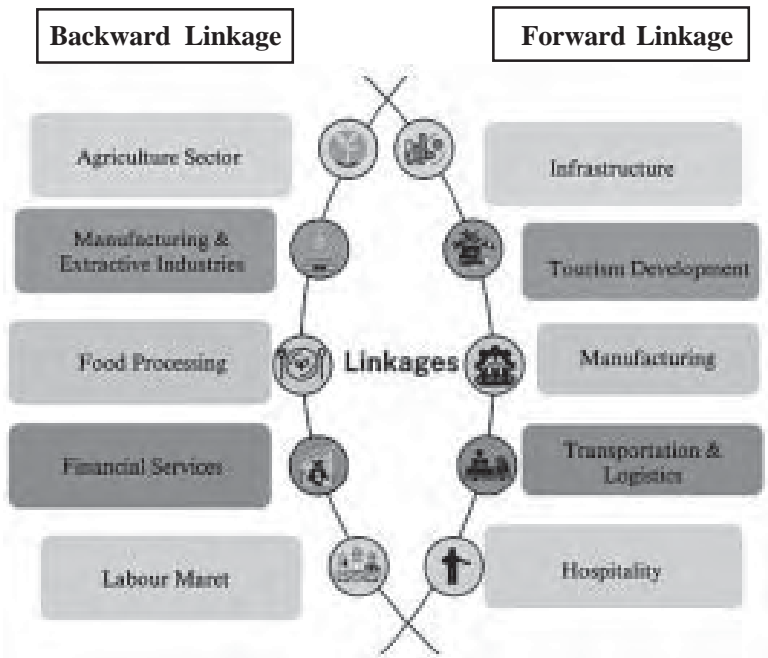 Backward Linkage
Forward Linkage
Agriculture Sector
Manufacturing &
Extractive Industries
Food Processing
Financial Services
Labour Maret
Linkages
Infrastructure
Tourism Development
Manufacturing
Transportation &
Logistics
Hospitality